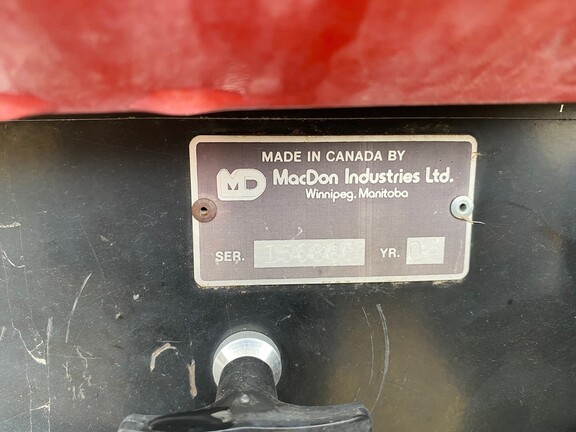 MADE IN CANADA BY
MD MacDon Industries Ltd.
Winnipeg, Manitoba
SER. YR.